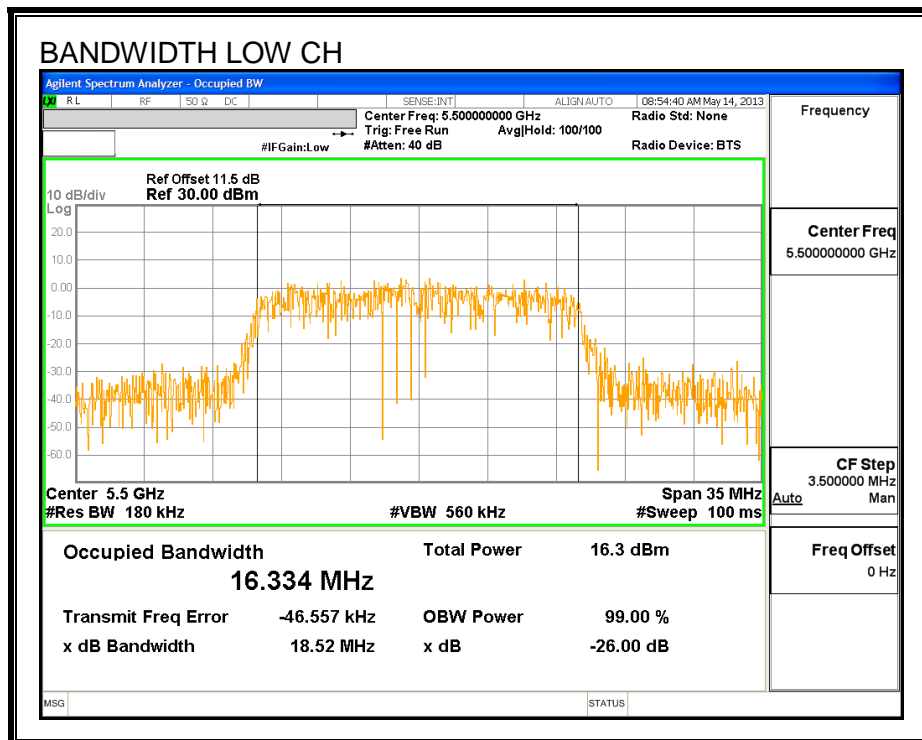 BANDWIDTH LOW CH
Agilent Spectrum Analyzer - Occupied BW
LXI RL RF 50 Ω DC SENSE:INT ALIGN AUTO 08:54:40 AM May 14, 2013
Center Freq: 5.500000000 GHz Radio Std: None
Trig: Free Run Avg|Hold: 100/100
#IFGain:Low #Atten: 40 dB Radio Device: BTS
Frequency
Ref Offset 11.5 dB
10 dB/div Ref 30.00 dBm
Log
20.0
10.0
0.00
-10.0
-20.0
-30.0
-40.0
-50.0
-60.0
Center 5.5 GHz Span 35 MHz
#Res BW 180 kHz #VBW 560 kHz #Sweep 100 ms
Occupied Bandwidth Total Power 16.3 dBm
16.334 MHz
Transmit Freq Error -46.557 kHz OBW Power 99.00 %
x dB Bandwidth 18.52 MHz x dB -26.00 dB
Center Freq
5.500000000 GHz
CF Step
3.500000 MHz
Auto Man
Freq Offset
0 Hz
MSG STATUS